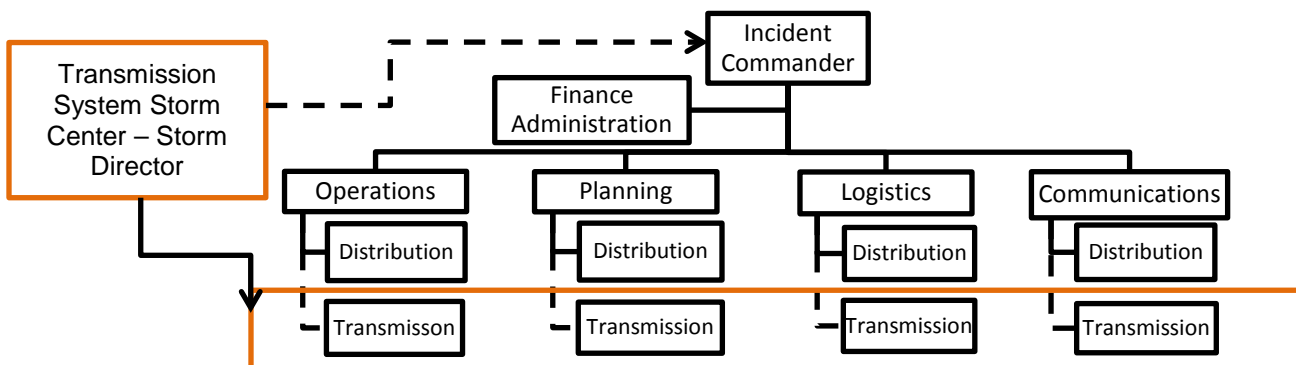 Incident
Commander
Transmission
System Storm
Center – Storm
Director
Finance
Administration
Operations
Planning
Logistics
Communications
Distribution
Distribution
Distribution
Distribution
Transmisson
Transmission
Transmission
Transmission